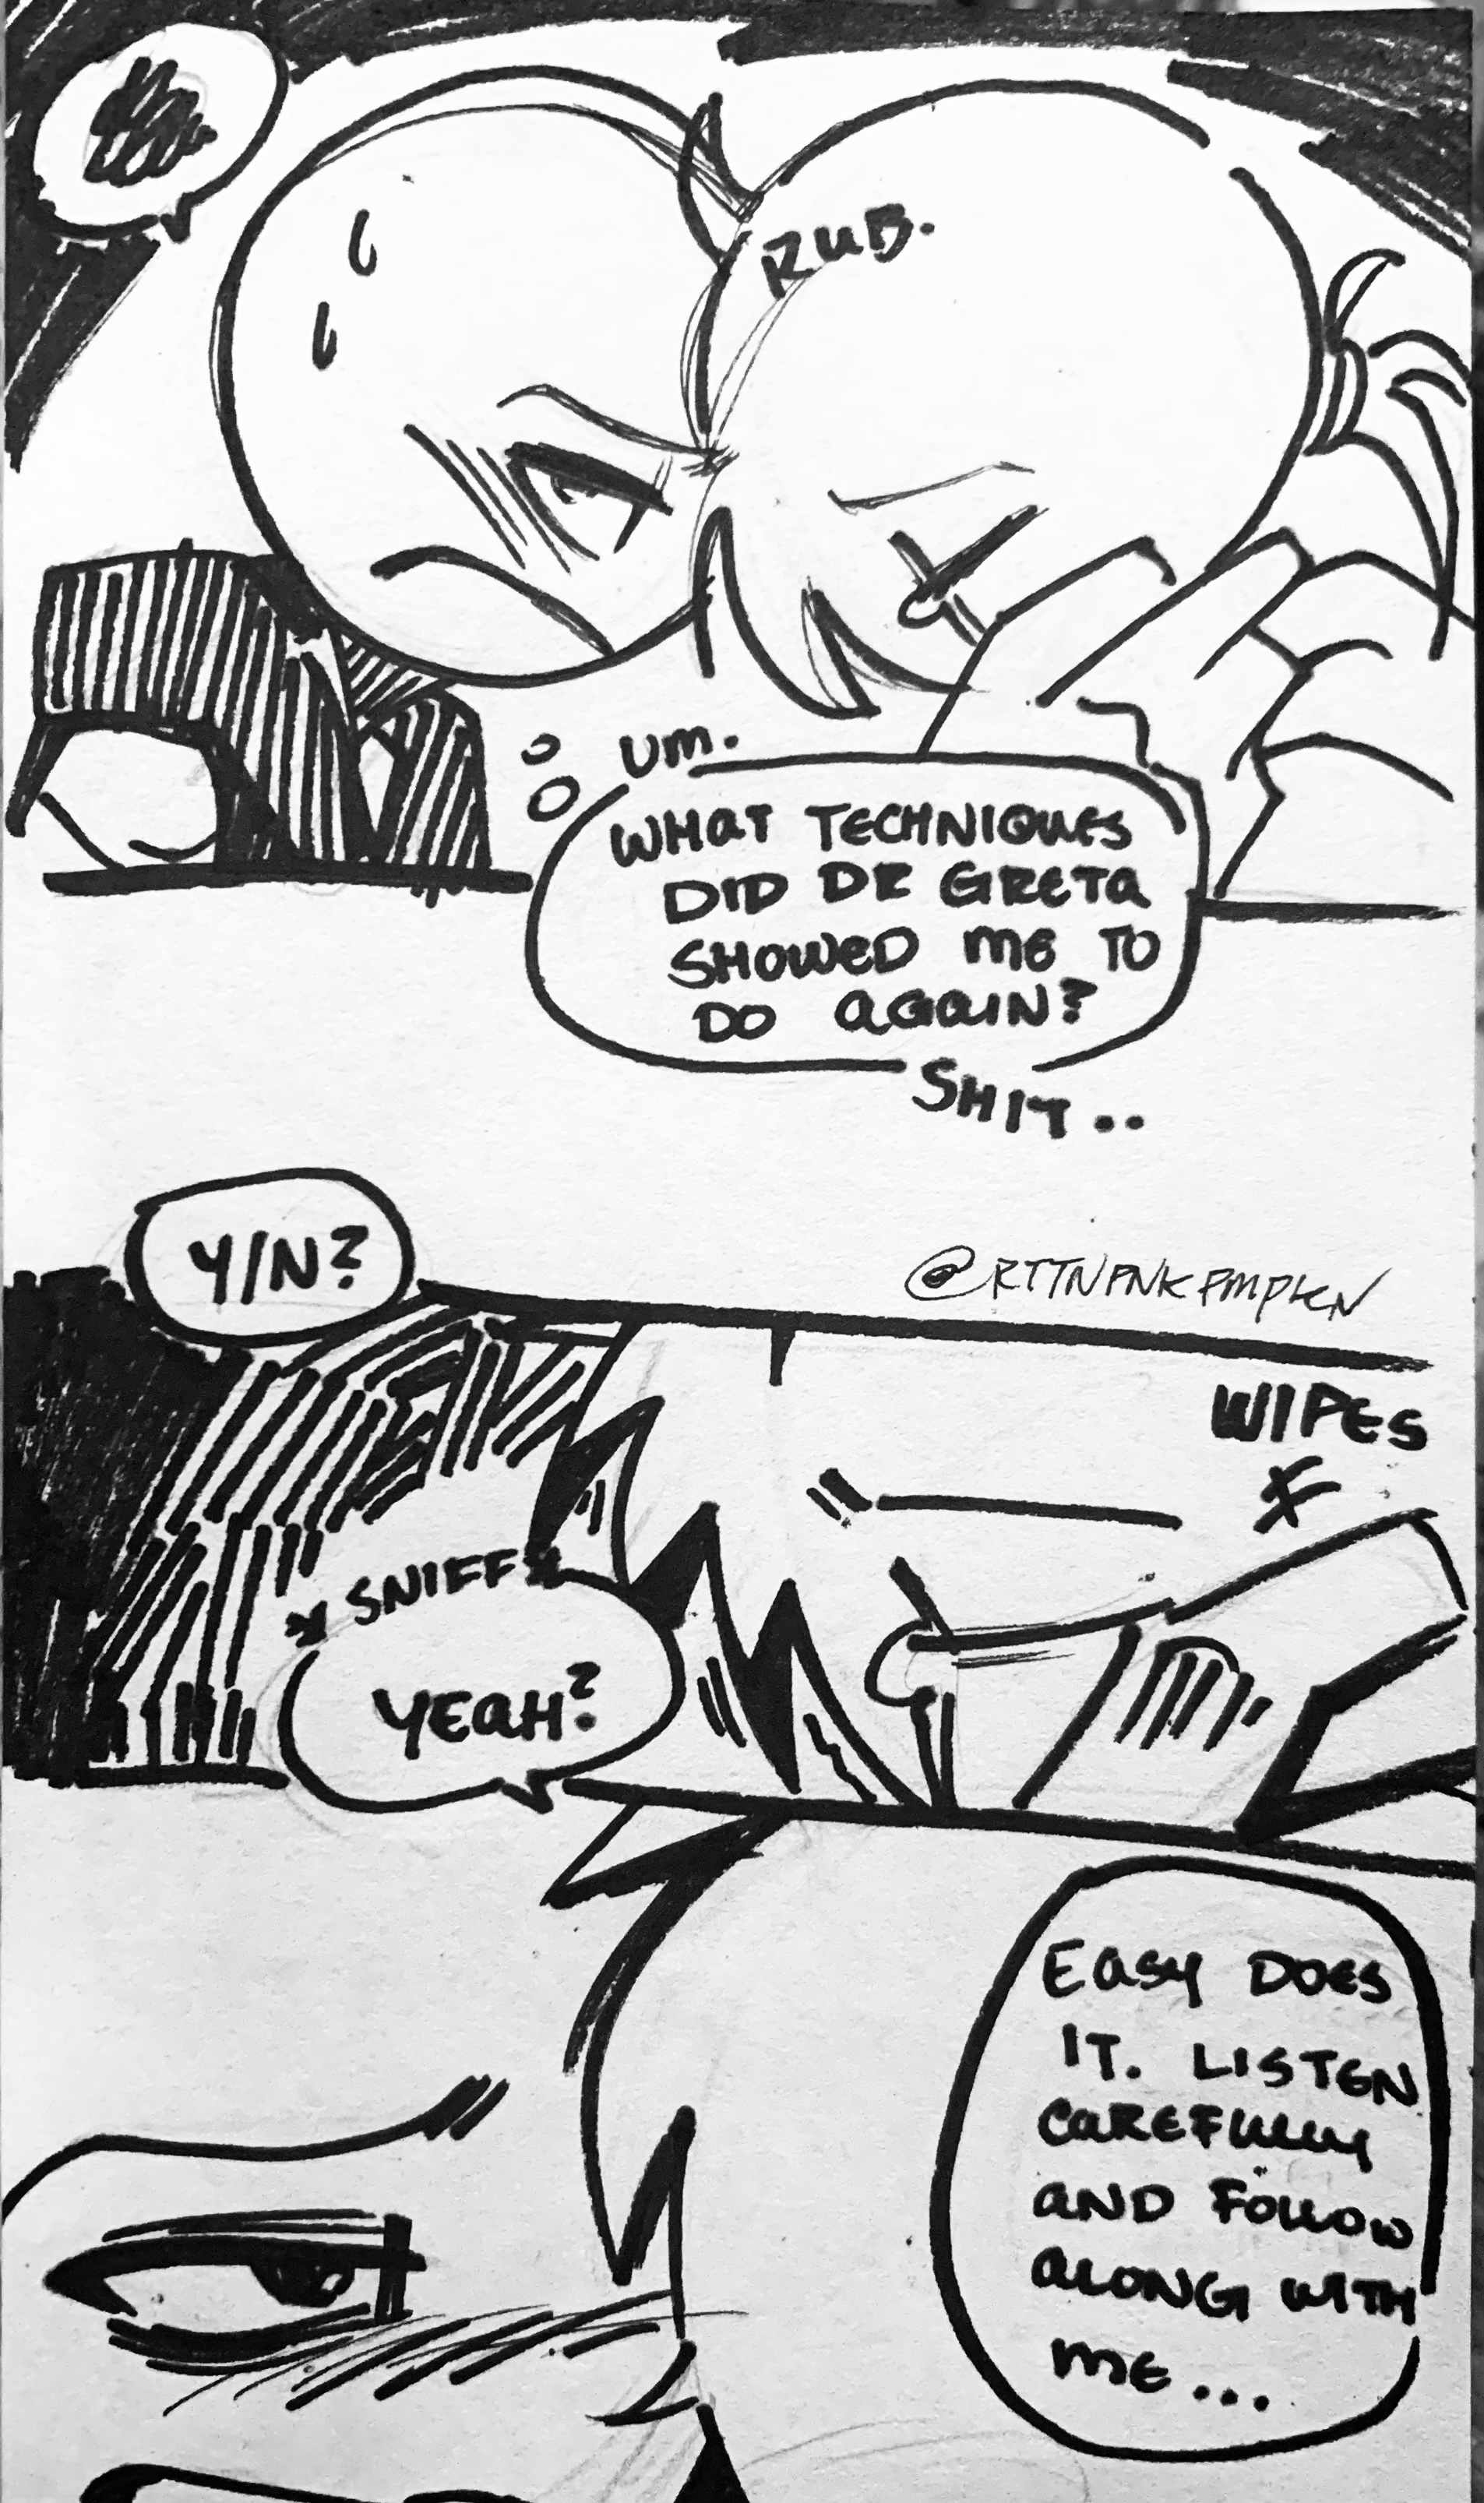 RUB.
UM.
WHAT TECHNIQUES
DID DR GRETA
SHOWED ME TO
DO AGAIN?
SHIT..
Y/N?
@RTTNPNKPMPKN
WIPES
*SNIFF*
YEAH?
EASY DOES
IT. LISTEN
CAREFULLY
AND FOLLOW
ALONG WITH
ME...